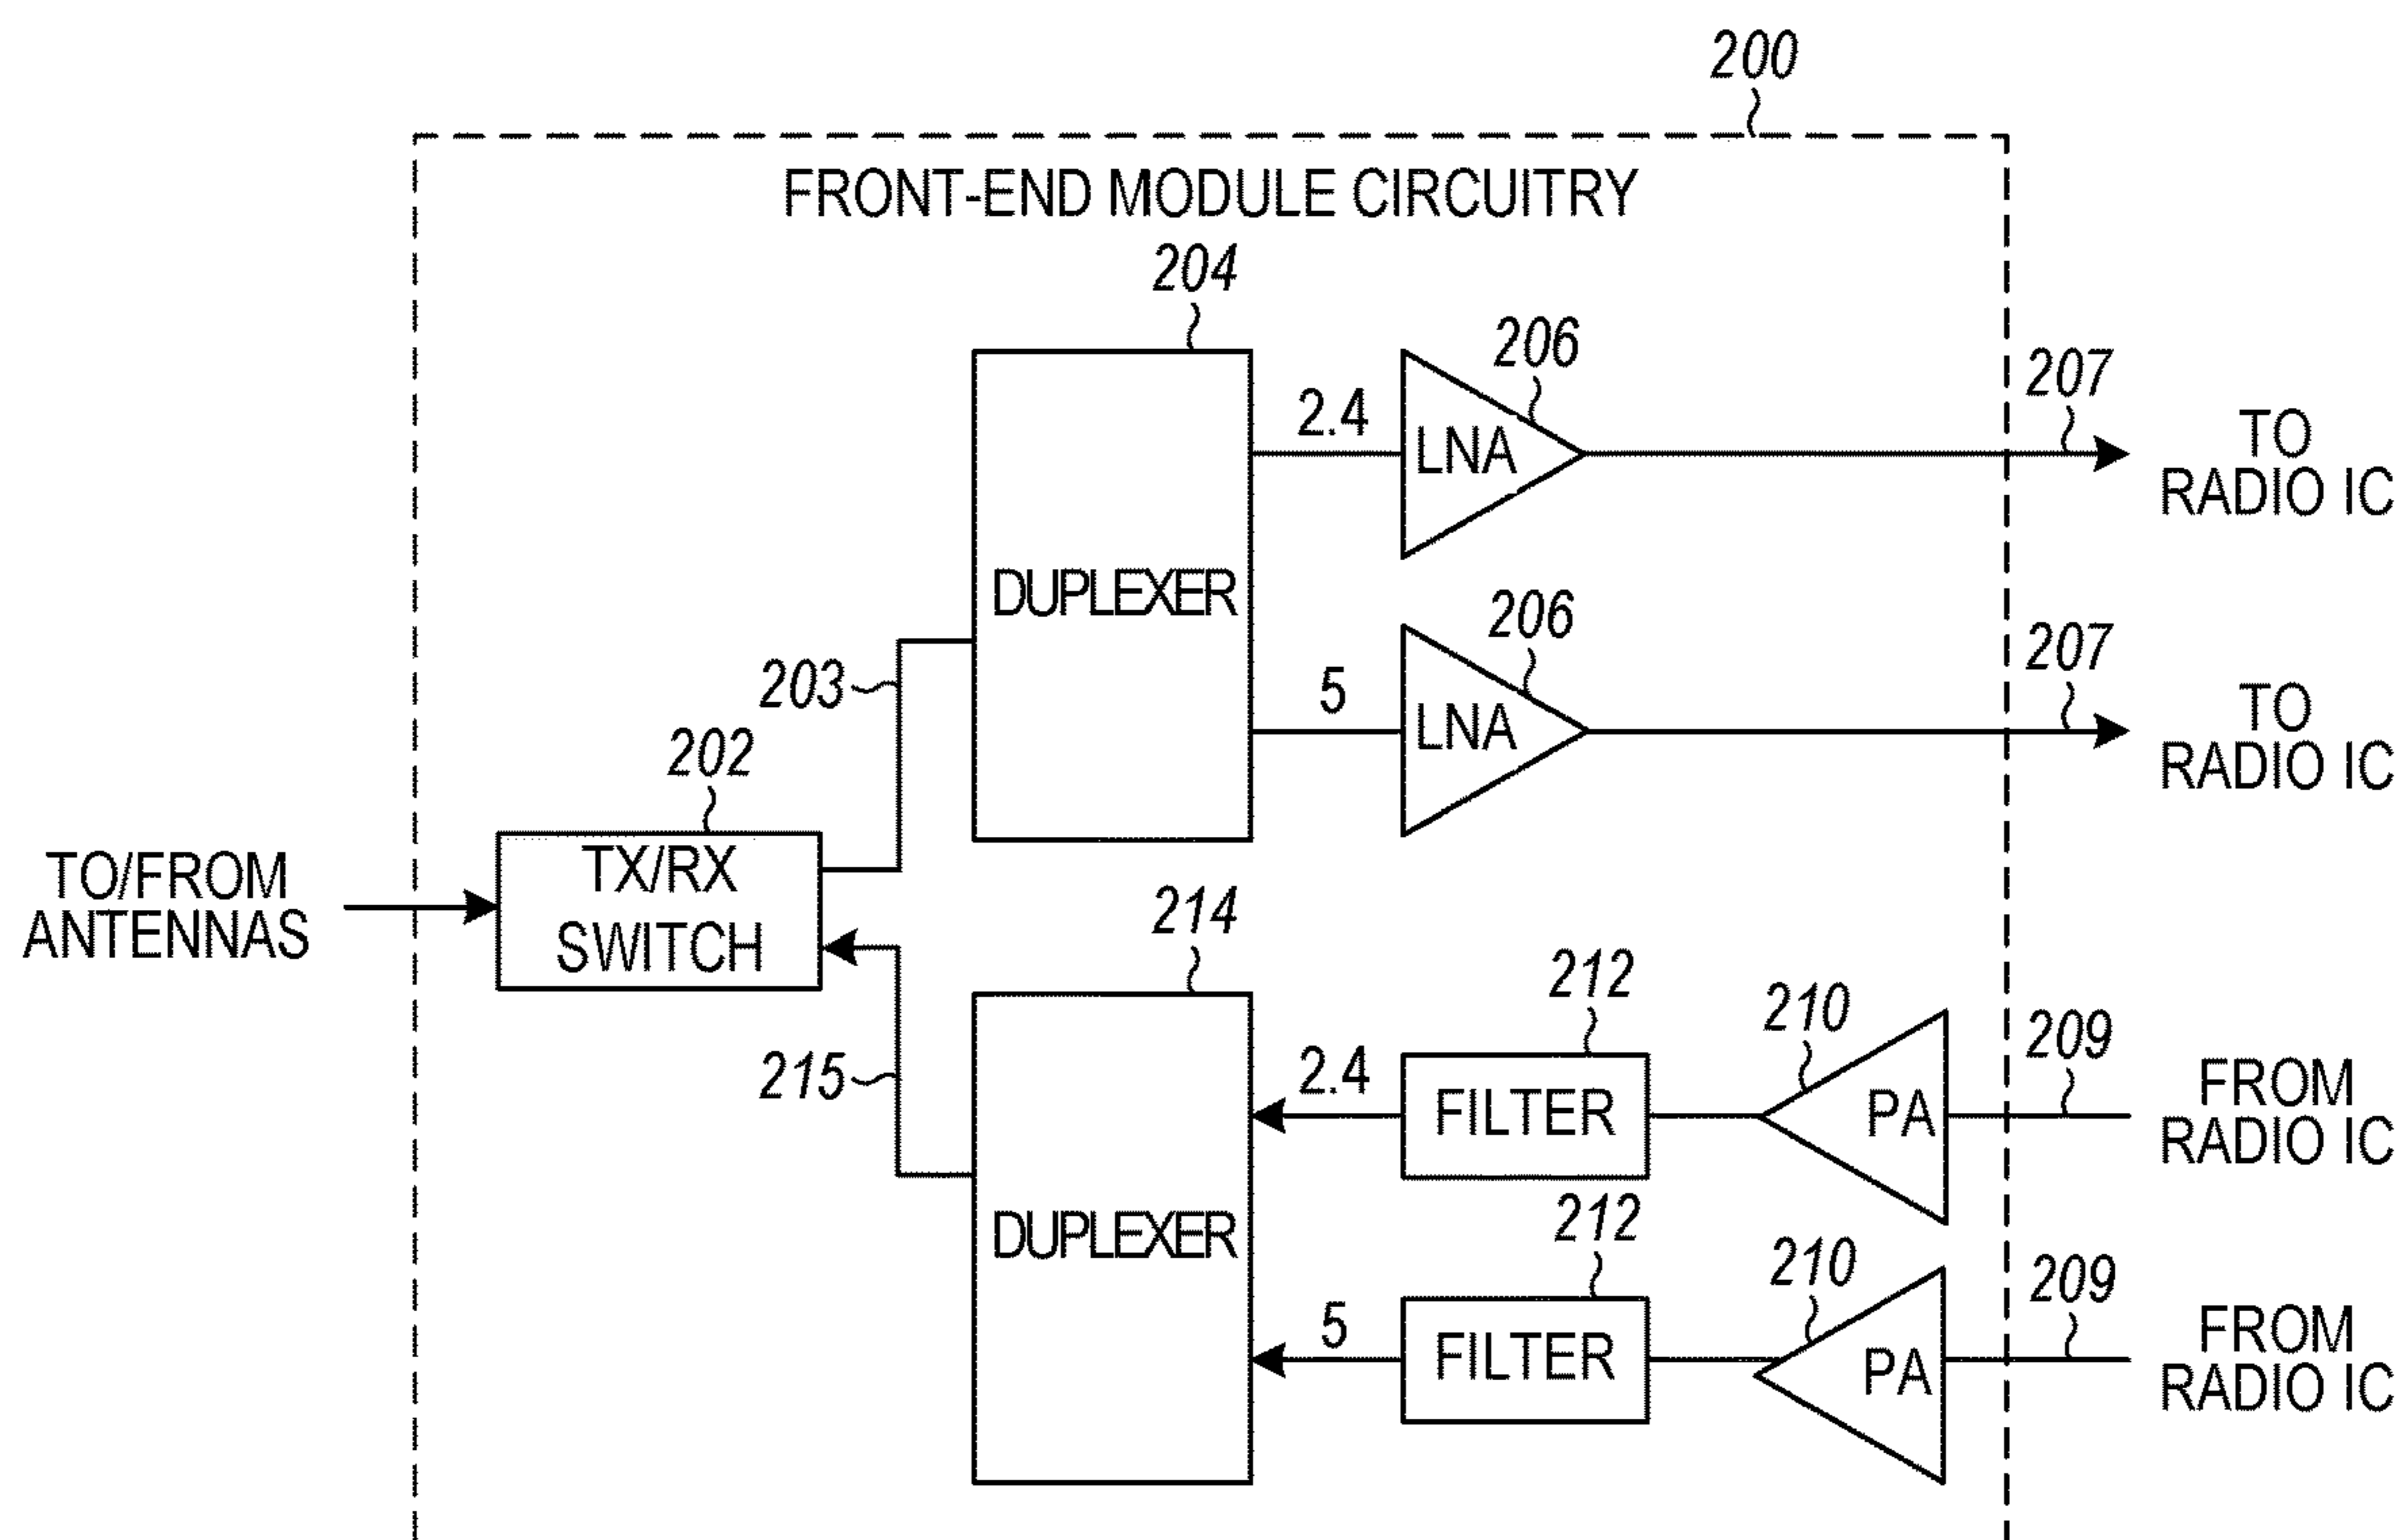 200
FRONT-END MODULE CIRCUITRY
204
206
2.4
LNA
207
TO
RADIO IC
DUPLEXER
206
5
LNA
207
TO
RADIO IC
203
202
TX/RX
SWITCH
TO/FROM
ANTENNAS
214
215
DUPLEXER
212
2.4
FILTER
210
PA
209
FROM
RADIO IC
212
5
FILTER
210
PA
209
FROM
RADIO IC